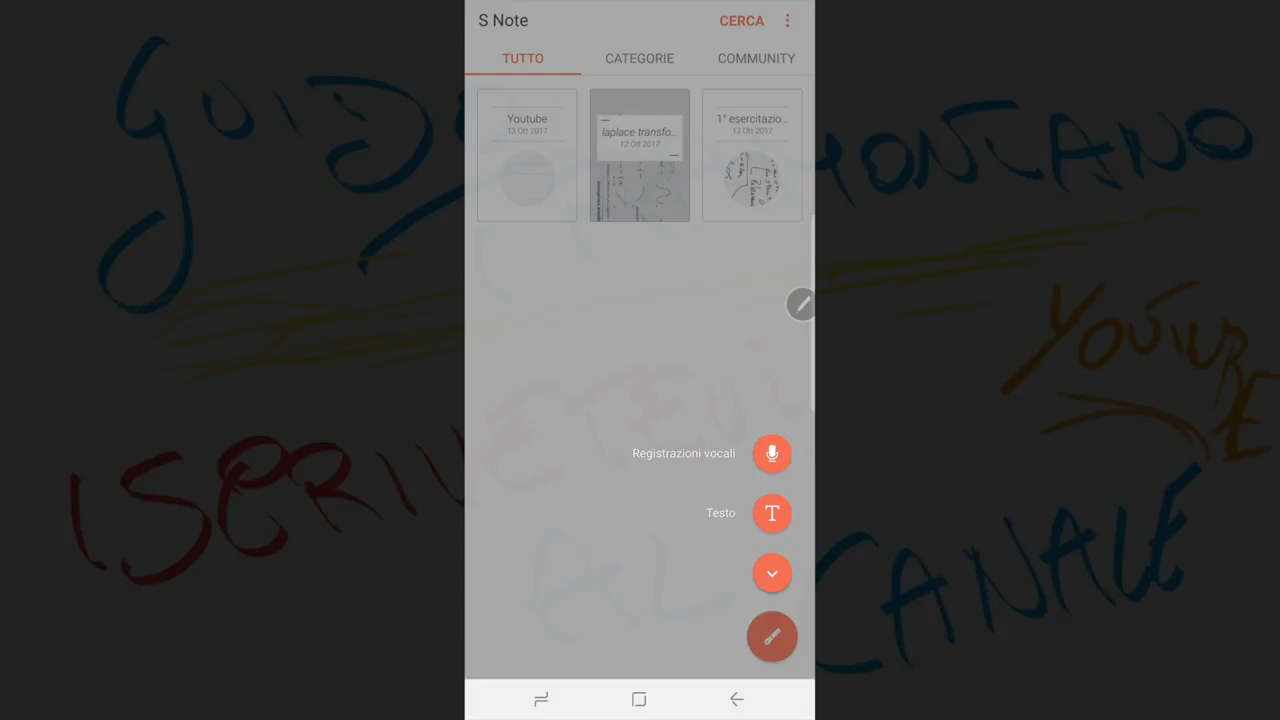 S Note
CERCA
TUTTO
CATEGORIE
COMMUNITY
Youtube
13 Ott 2017
laplace transfo...
12 Ott 2017
1° esercitazio...
12 Ott 2017
YOUTUBE
Registrazioni vocali
Testo
T
AL
CANALE